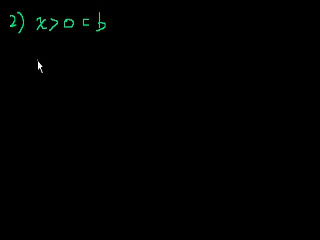 2) x > 0 = b